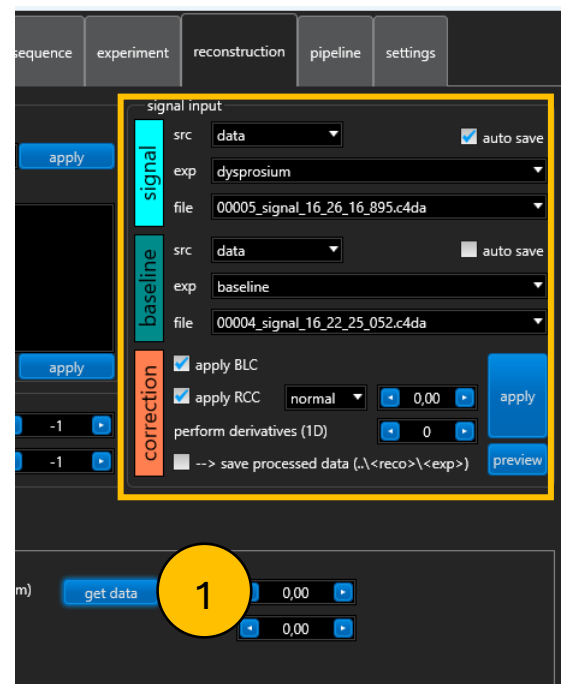 sequence experiment reconstruction pipeline settings
signal input
apply
signal
src data auto save
exp dysprosium
file 00005_signal_16_26_16_895.c4da
baseline
src data auto save
exp baseline
file 00004_signal_16_22_25_052.c4da
apply
correction
apply BLC
apply RCC normal 0,00 apply
-1
perform derivatives (1D) 0
-1
--> save processed data (..\<reco>\<exp>) preview
m) get data 1 0,00
0,00